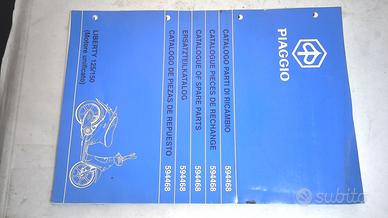 PIAGGIO
CATALOGO PARTI DI RICAMBIO 594468
CATALOGUE PIECES DE RECHANGE 594468
CATALOGUE OF SPARE PARTS 594468
ERSATZTEILKATALOG 594468
CATALOGO DE PIEZAS DE REPUESTO 594468
LIBERTY 125/150
(Motore unificato)
subito